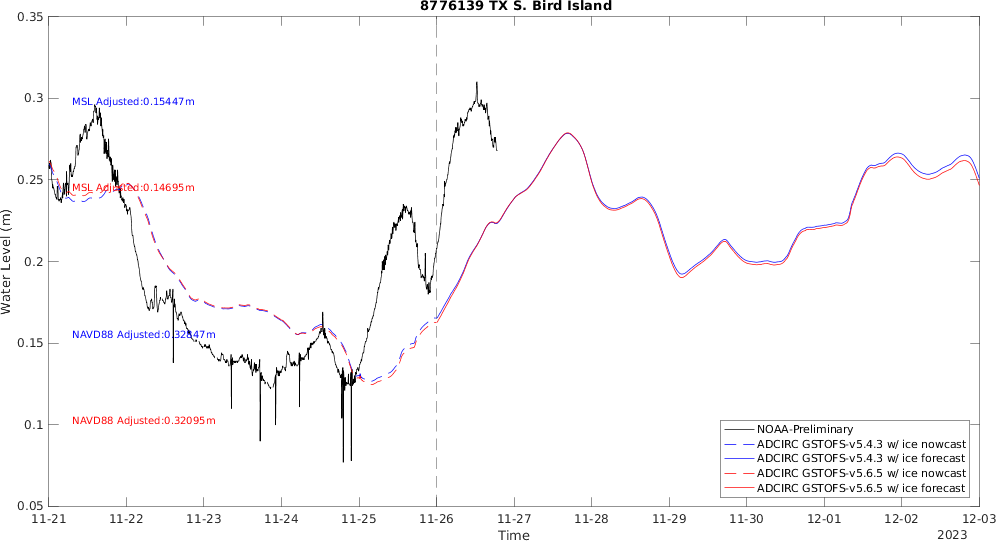 8776139 TX S. Bird Island
0.35
0.3
0.25
0.2
0.15
0.1
0.05
Water Level (m)
MSL Adjusted:0.15447m
MSL Adjusted:0.14695m
NAVD88 Adjusted:0.32847m
NAVD88 Adjusted:0.32095m
NOAA-Preliminary
ADCIRC GSTOFS-v5.4.3 w/ ice nowcast
ADCIRC GSTOFS-v5.4.3 w/ ice forecast
ADCIRC GSTOFS-v5.6.5 w/ ice nowcast
ADCIRC GSTOFS-v5.6.5 w/ ice forecast
11-21 11-22 11-23 11-24 11-25 11-26 11-27 11-28 11-29 11-30 12-01 12-02 12-03
Time
2023